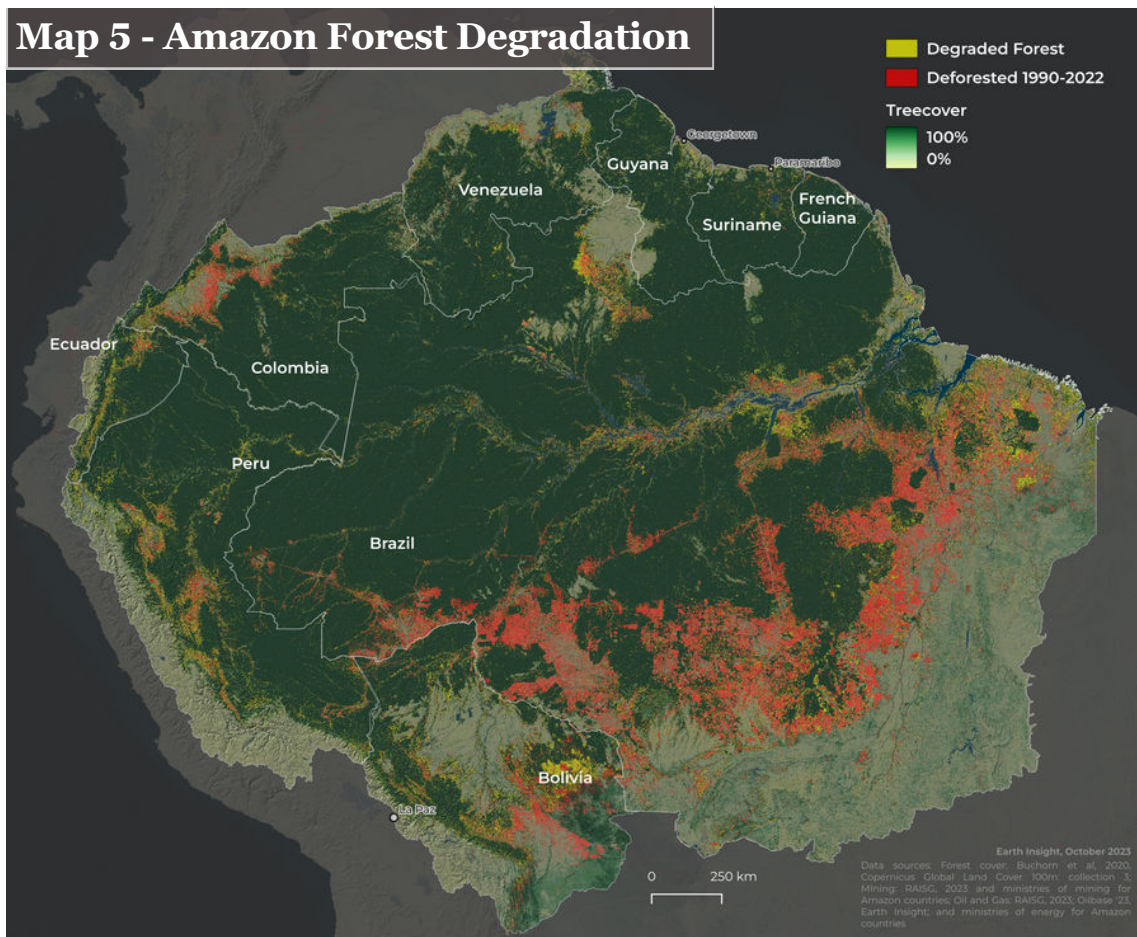 Map 5 - Amazon Forest Degradation
Degraded Forest
Deforested 1990-2022
Treecover
100%
0%
Georgetown
Paramaribo
Guyana
Venezuela
French
Guiana
Suriname
Ecuador
Colombia
Peru
Brazil
Bolivia
La Paz
0
250 km
Earth Insight, October 2023
Data sources: Forest cover: Buchorn et al, 2020,
Copernicus Global Land Cover 100m: collection 3;
Mining: RAISG, 2023 and ministries of mining for
Amazon countries; Oil and Gas: RAISG, 2023; Oilbase '23,
Earth Insight; and ministries of energy for Amazon
countries